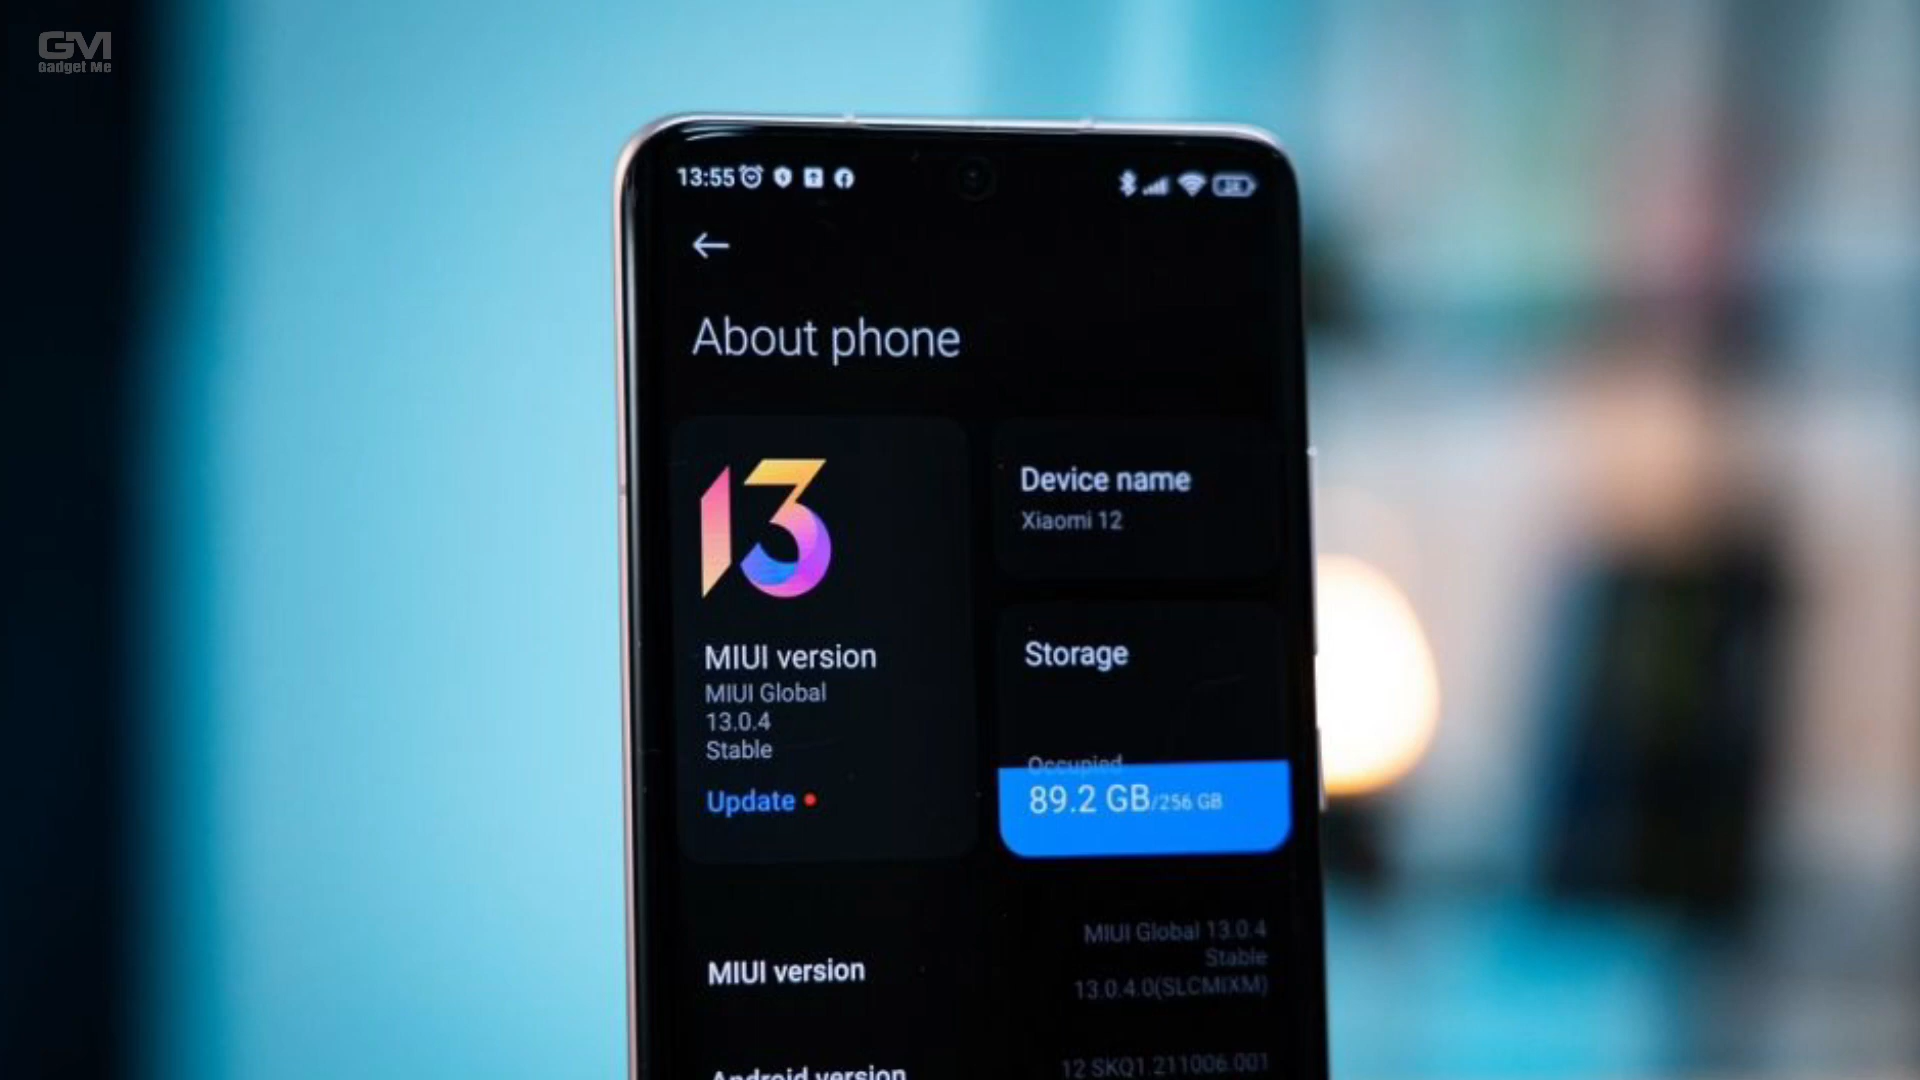 GM
Gadget Me
13:55
About phone
13
Device name
Xiaomi 12
MIUI version
MIUI Global
13.0.4
Stable
Update
Storage
Occupied
89.2 GB/256 GB
MIUI version
MIUI Global 13.0.4
Stable
13.0.4.0(SLCMIXM)
Android version
12 SKQ1.211006.001